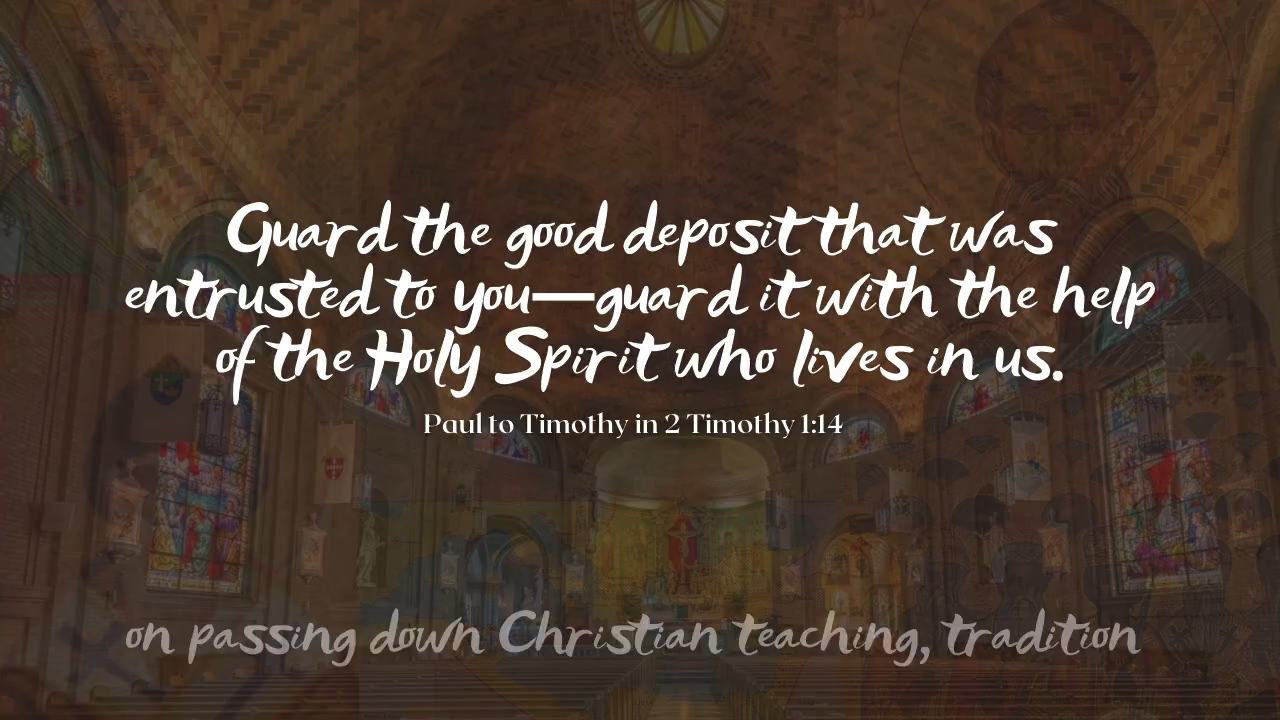 Guard the good deposit that was
entrusted to you—guard it with the help
of the Holy Spirit who lives in us.
Paul to Timothy in 2 Timothy 1:14
on passing down Christian teaching, tradition